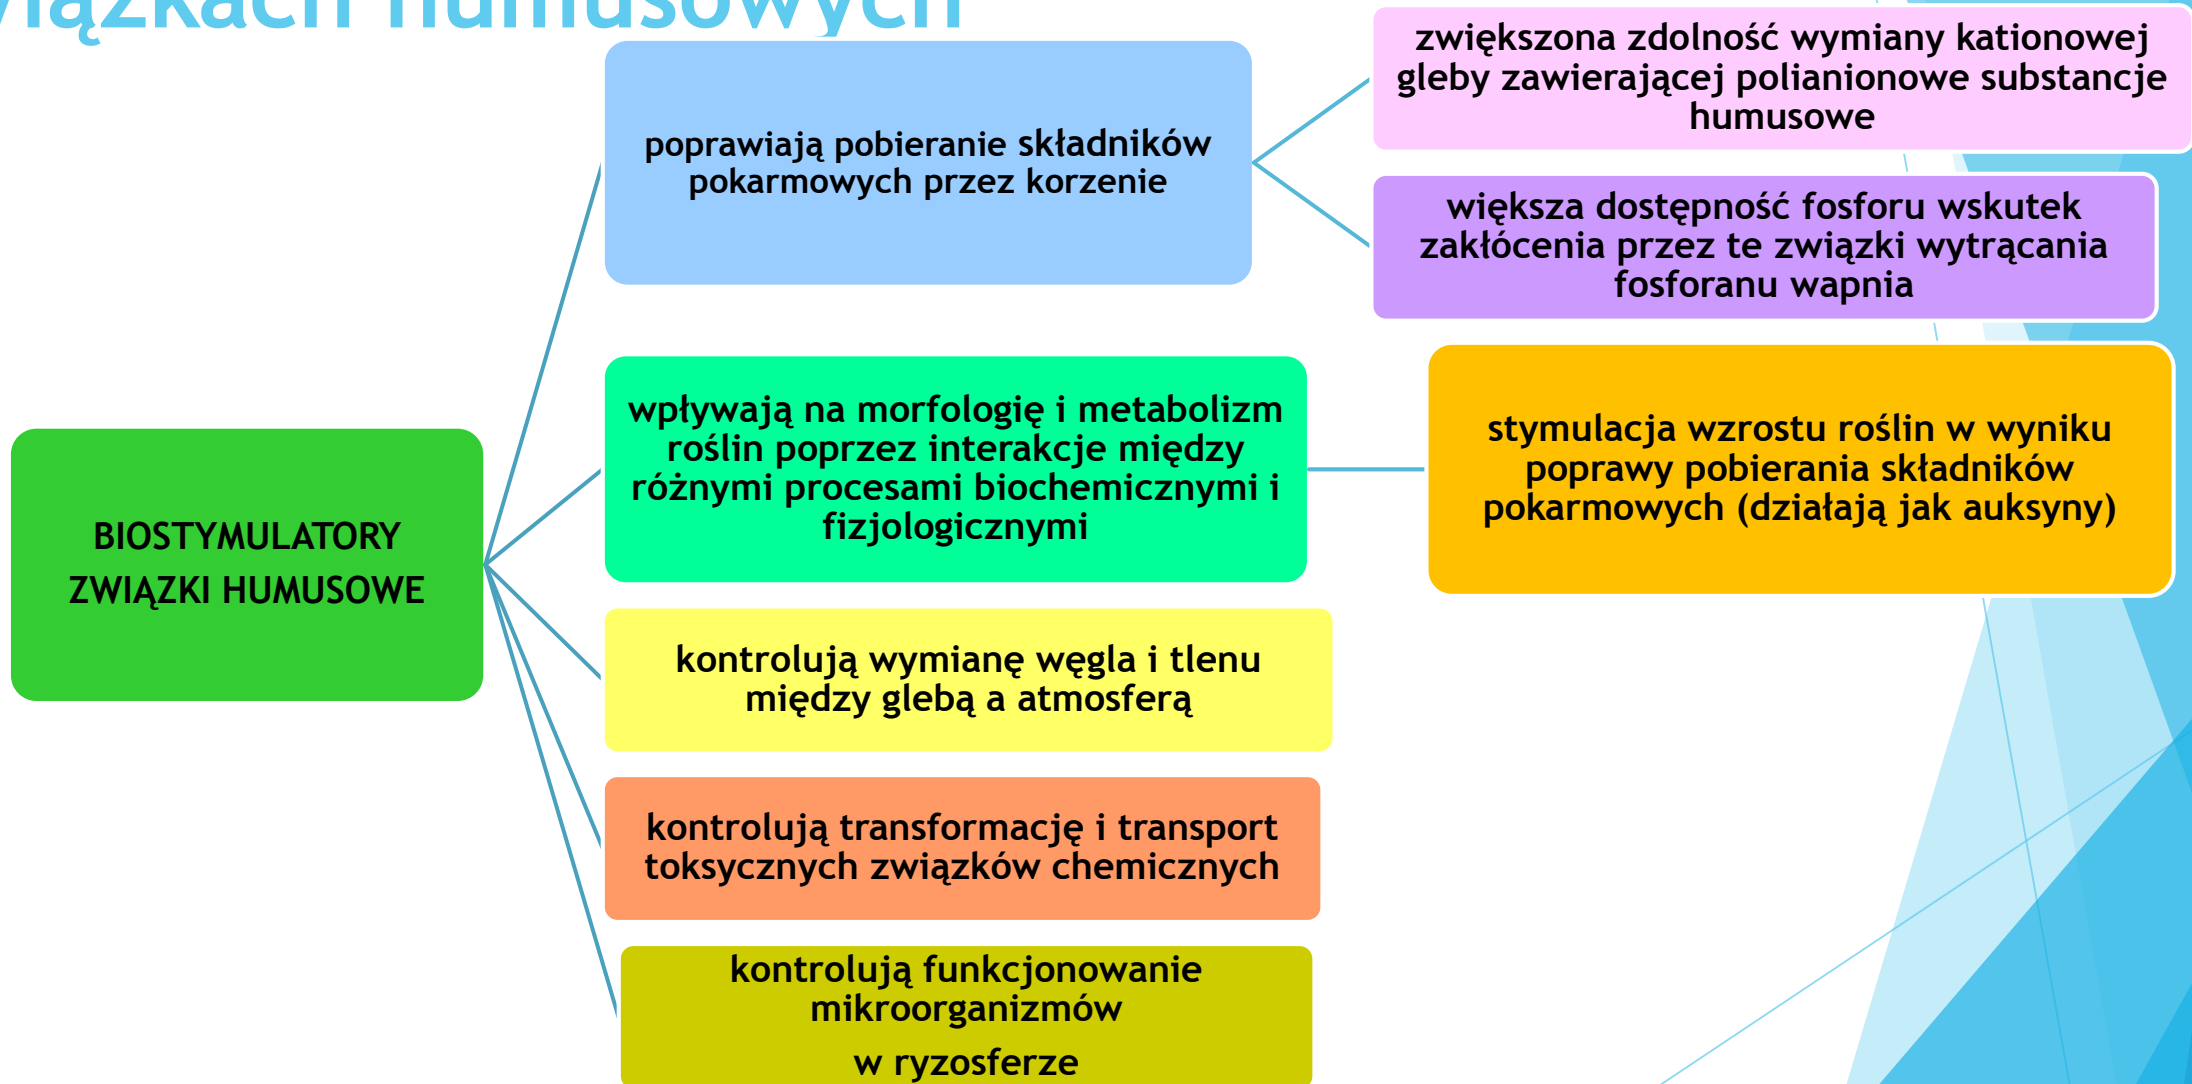 związkach humusowych
poprawiają pobieranie składników
pokarmowych przez korzenie
zwiększona zdolność wymiany kationowej
gleby zawierającej polianionowe substancje
humusowe
większa dostępność fosforu wskutek
zakłócenia przez te związki wytrącania
fosforanu wapnia
BIOSTYMULATORY
ZWIĄZKI HUMUSOWE
wpływają na morfologię i metabolizm
roślin poprzez interakcje między
różnymi procesami biochemicznymi i
fizjologicznymi
stymulacja wzrostu roślin w wyniku
poprawy pobierania składników
pokarmowych (działają jak auksyny)
kontrolują wymianę węgla i tlenu
między glebą a atmosferą
kontrolują transformację i transport
toksycznych związków chemicznych
kontrolują funkcjonowanie
mikroorganizmów
w ryzosferze